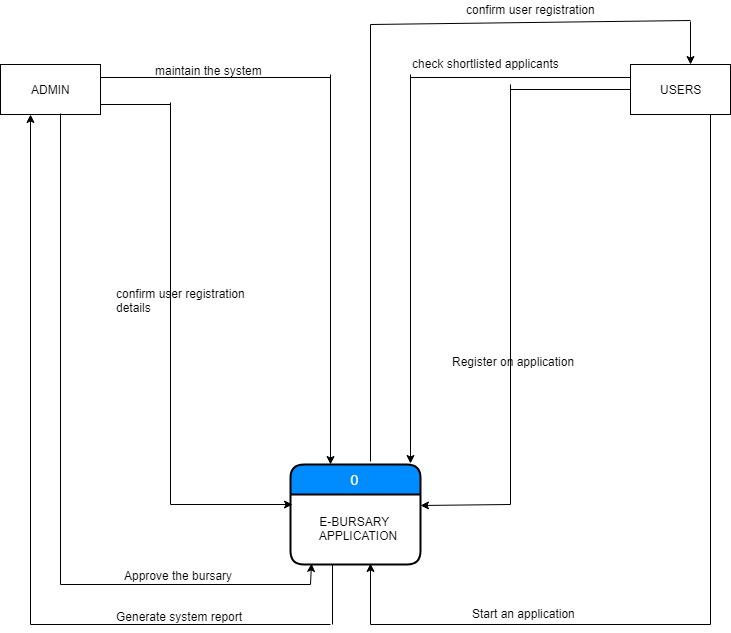 confirm user registration
maintain the system
check shortlisted applicants
ADMIN
USERS
confirm user registration
details
Register on application
0
E-BURSARY
APPLICATION
Approve the bursary
Generate system report
Start an application